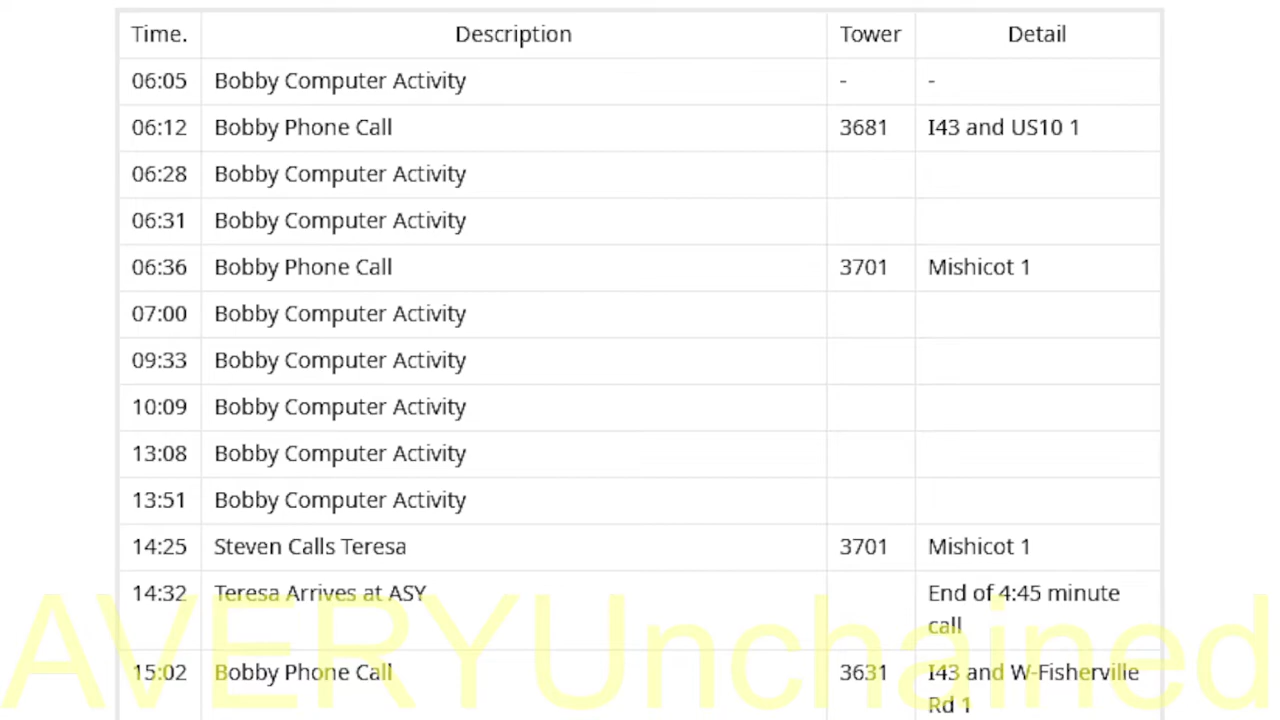 Time. Description Tower Detail
06:05 Bobby Computer Activity - -
06:12 Bobby Phone Call 3681 I43 and US10 1
06:28 Bobby Computer Activity
06:31 Bobby Computer Activity
06:36 Bobby Phone Call 3701 Mishicot 1
07:00 Bobby Computer Activity
09:33 Bobby Computer Activity
10:09 Bobby Computer Activity
13:08 Bobby Computer Activity
13:51 Bobby Computer Activity
14:25 Steven Calls Teresa 3701 Mishicot 1
14:32 Teresa Arrives at ASY End of 4:45 minute
call
15:02 Bobby Phone Call 3631 I43 and W-Fisherville
Rd 1
AVERYUnchained